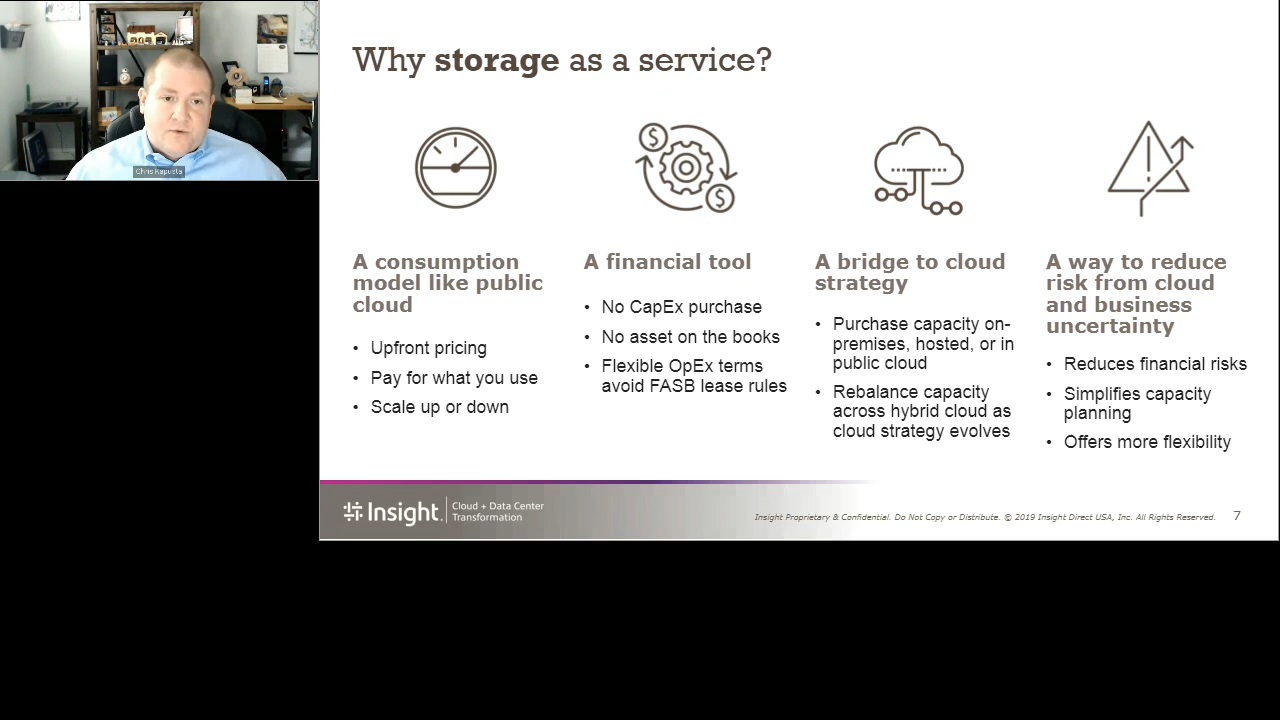 Chris Kapusta
Why storage as a service?
$
$
A consumption
model like public
cloud
• Upfront pricing
• Pay for what you use
• Scale up or down
A financial tool
• No CapEx purchase
• No asset on the books
• Flexible OpEx terms
avoid FASB lease rules
A bridge to cloud
strategy
• Purchase capacity on-
premises, hosted, or in
public cloud
• Rebalance capacity
across hybrid cloud as
cloud strategy evolves
A way to reduce
risk from cloud
and business
uncertainty
• Reduces financial risks
• Simplifies capacity
planning
• Offers more flexibility
Insight.
Cloud + Data Center
Transformation
Insight Proprietary & Confidential. Do Not Copy or Distribute. © 2019 Insight Direct USA, Inc. All Rights Reserved.
7